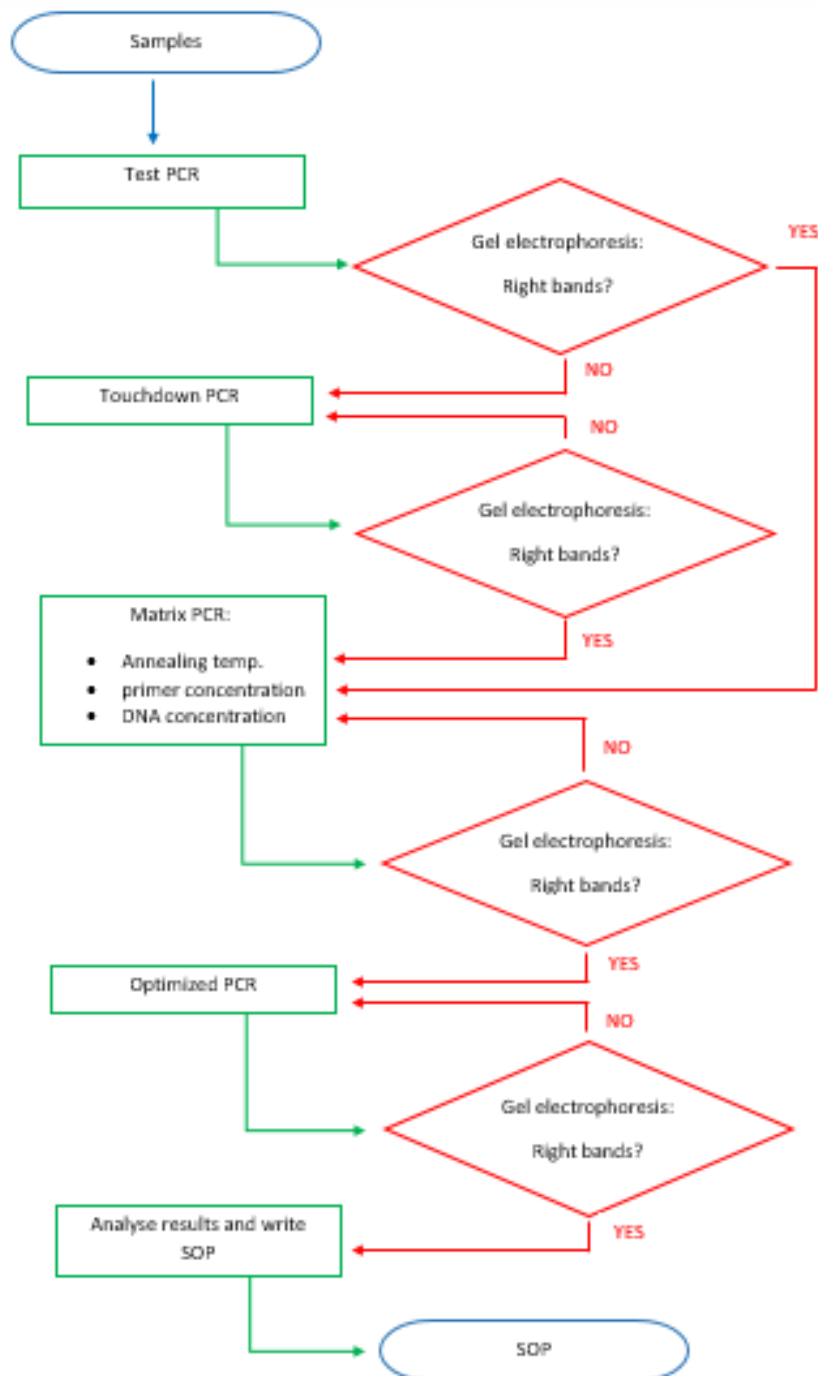 Samples
Test PCR
Gel electrophoresis:
Right bands?
YES
NO
Touchdown PCR
NO
Gel electrophoresis:
Right bands?
YES
Matrix PCR:
• Annealing temp.
• primer concentration
• DNA concentration
NO
Gel electrophoresis:
Right bands?
YES
Optimized PCR
NO
Gel electrophoresis:
Right bands?
YES
Analyse results and write
SOP
SOP